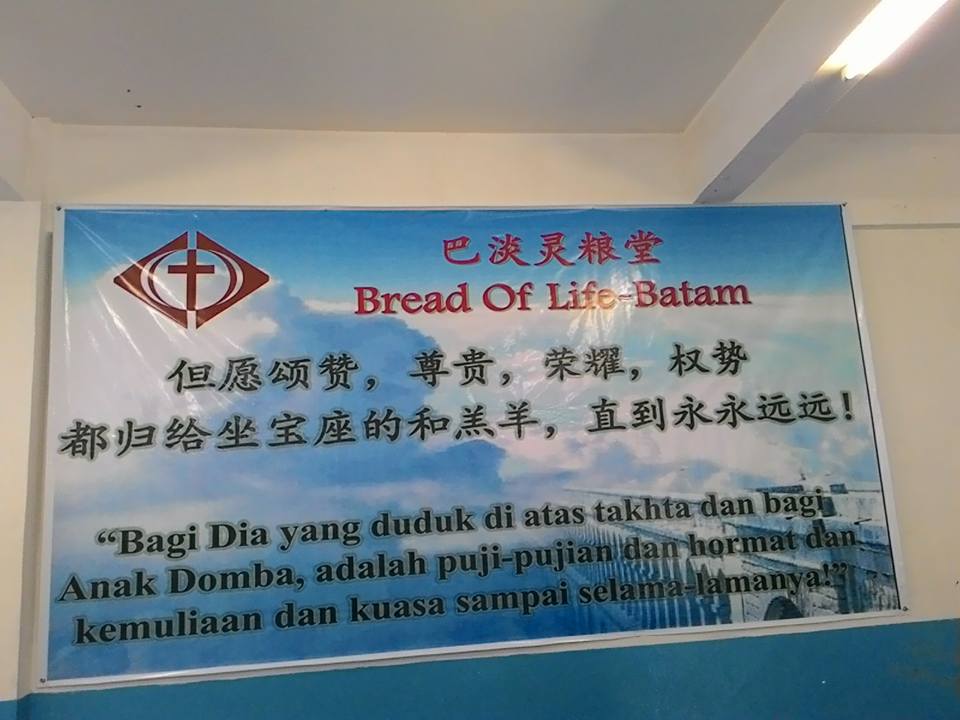 巴淡灵粮堂
Bread Of Life-Batam
但愿颂赞，尊贵，荣耀，权势
都归给坐宝座的和羔羊，直到永永远远！
“Bagi Dia yang duduk di atas takhta dan bagi
Anak Domba, adalah puji-pujian dan hormat dan
kemuliaan dan kuasa sampai selama-lamanya!”